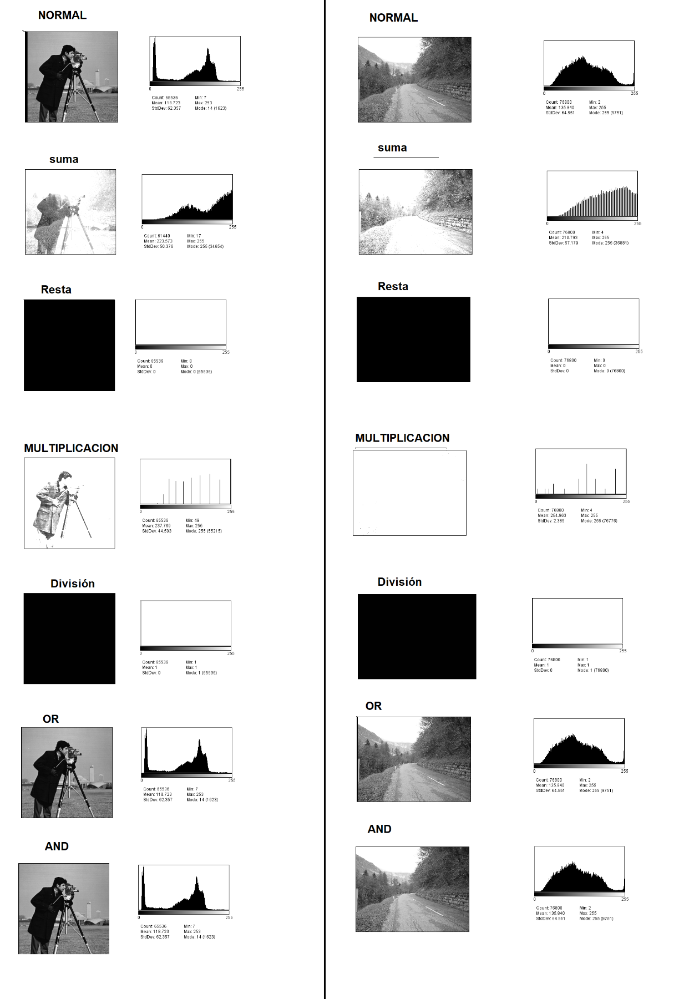 NORMAL
0 255
Count: 65536 Min: 7
Mean: 118.723 Max: 253
StdDev: 62.357 Mode: 14 (1623)
suma
0 255
Count: 61440 Min: 17
Mean: 223.573 Max: 255
StdDev: 50.376 Mode: 255 (34654)
Resta
0 255
Count: 65536 Min: 0
Mean: 0 Max: 0
StdDev: 0 Mode: 0 (65536)
MULTIPLICACION
0 255
Count: 65536 Min: 49
Mean: 237.769 Max: 255
StdDev: 44.593 Mode: 255 (55215)
División
0 255
Count: 65536 Min: 1
Mean: 1 Max: 1
StdDev: 0 Mode: 1 (65536)
OR
0 255
Count: 65536 Min: 7
Mean: 118.723 Max: 253
StdDev: 62.357 Mode: 14 (1623)
AND
0 255
Count: 65536 Min: 7
Mean: 118.723 Max: 253
StdDev: 62.357 Mode: 14 (1623)
NORMAL
0 255
Count: 76800 Min: 2
Mean: 135.840 Max: 255
StdDev: 64.551 Mode: 255 (9751)
suma
0 255
Count: 76800 Min: 4
Mean: 210.793 Max: 255
StdDev: 57.179 Mode: 255 (36881)
Resta
0 255
Count: 76800 Min: 0
Mean: 0 Max: 0
StdDev: 0 Mode: 0 (76800)
MULTIPLICACION
0 255
Count: 76800 Min: 4
Mean: 254.963 Max: 255
StdDev: 2.385 Mode: 255 (76776)
División
0 255
Count: 76800 Min: 1
Mean: 1 Max: 1
StdDev: 0 Mode: 1 (76800)
OR
0 255
Count: 76800 Min: 2
Mean: 135.840 Max: 255
StdDev: 64.551 Mode: 255 (9751)
AND
0 255
Count: 76800 Min: 2
Mean: 135.840 Max: 255
StdDev: 64.551 Mode: 255 (9751)